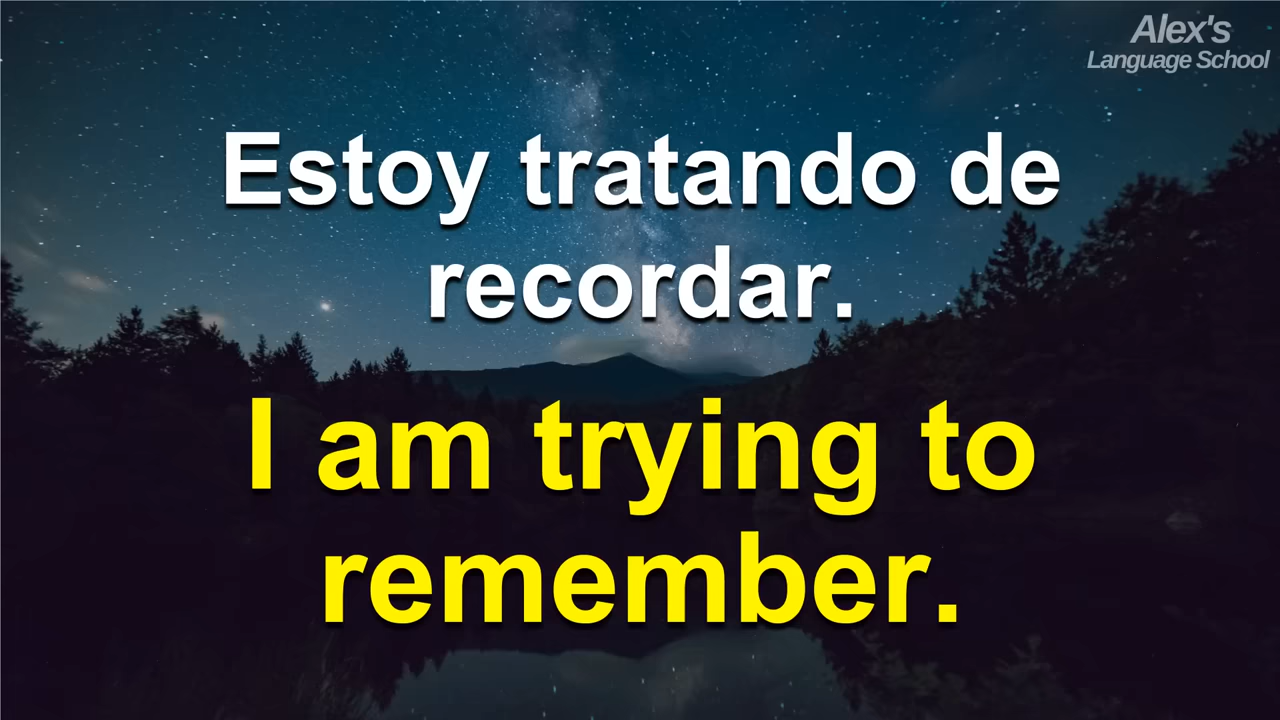 Alex's
Language School
Estoy tratando de
recordar.
I am trying to
remember.